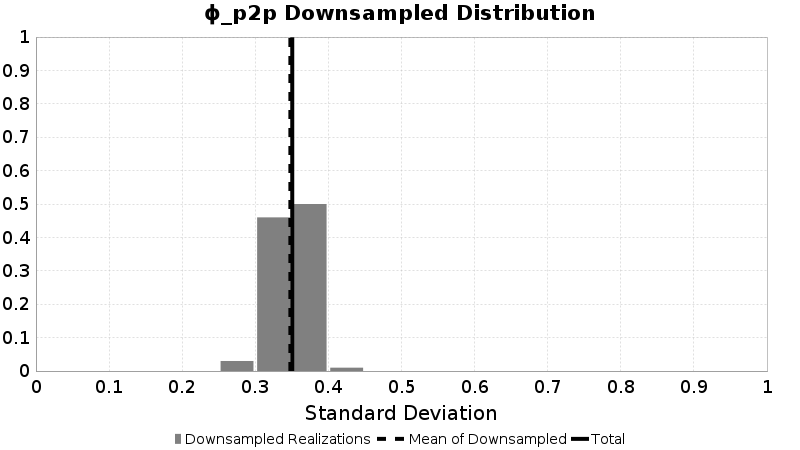 ϕ_p2p Downsampled Distribution
1
0.9
0.8
0.7
0.6
0.5
0.4
0.3
0.2
0.1
0
0 0.1 0.2 0.3 0.4 0.5 0.6 0.7 0.8 0.9 1
Standard Deviation
Downsampled Realizations Mean of Downsampled Total